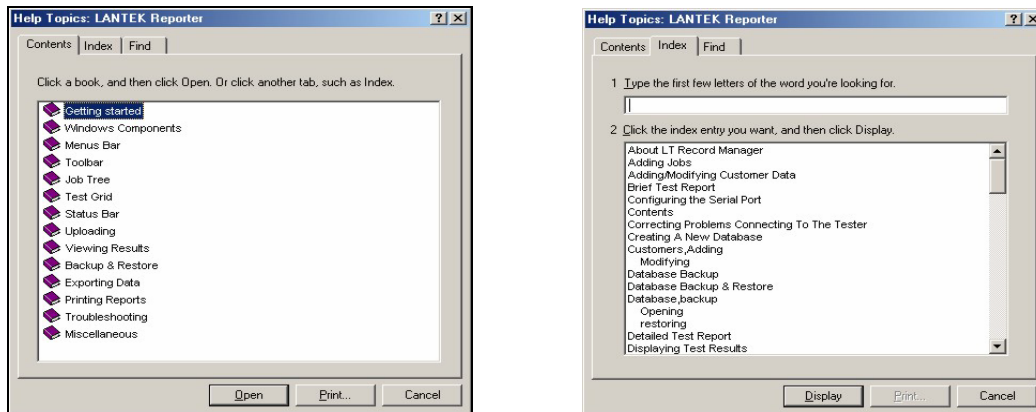 Help Topics: LANTEK Reporter
Contents
Index
Find
Click a book, and then click Open. Or click another tab, such as Index.
Getting started
Windows Components
Menus Bar
Toolbar
Job Tree
Test Grid
Status Bar
Uploading
Viewing Results
Backup & Restore
Exporting Data
Printing Reports
Troubleshooting
Miscellaneous
Open
Print...
Cancel
Help Topics: LANTEK Reporter
Contents
Index
Find
1 Type the first few letters of the word you're looking for.
2 Click the index entry you want, and then click Display.
About LT Record Manager
Adding Jobs
Adding/Modifying Customer Data
Brief Test Report
Configuring the Serial Port
Contents
Correcting Problems Connecting To The Tester
Creating A New Database
Customers,Adding
Modifying
Database Backup
Database Backup & Restore
Database,backup
Opening
restoring
Detailed Test Report
Displaying Test Results
Display
Print...
Cancel